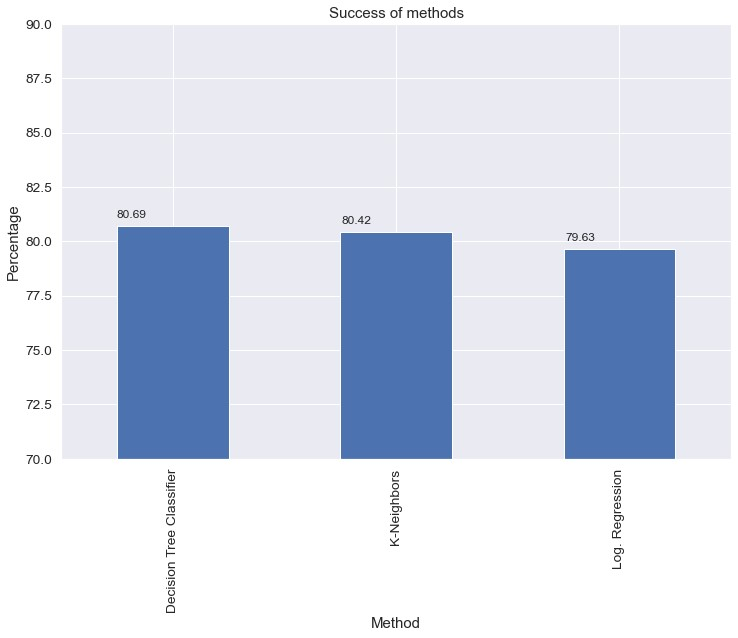 Success of methods
90.0
87.5
85.0
82.5
80.0
77.5
75.0
72.5
70.0
Percentage
80.69
80.42
79.63
Decision Tree Classifier
K-Neighbors
Log. Regression
Method